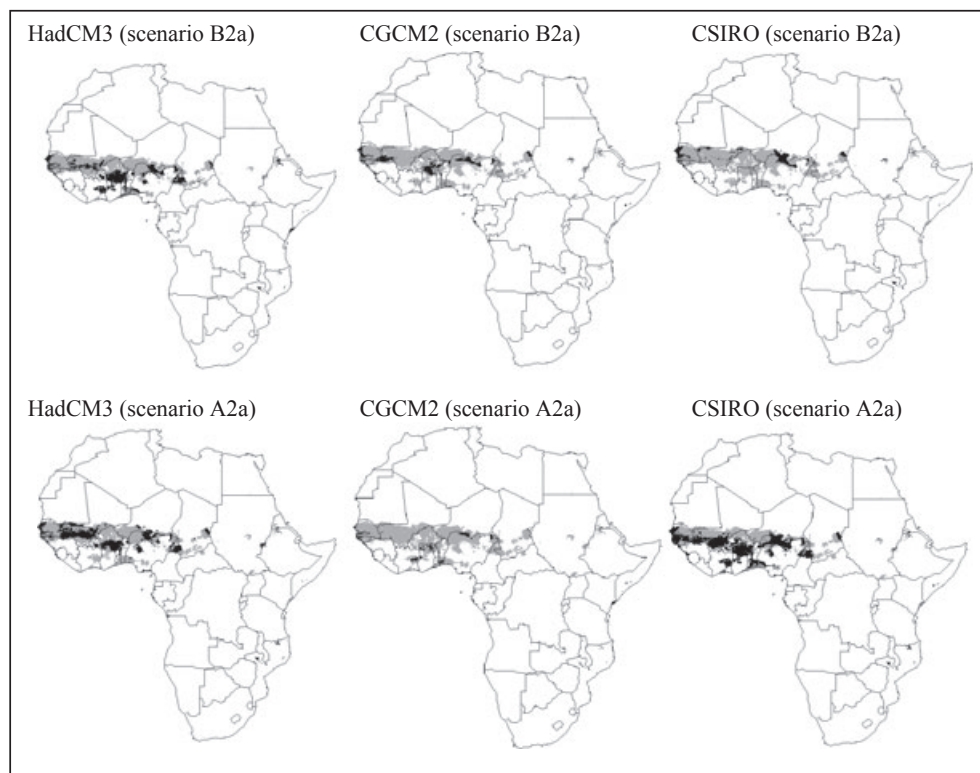 HadCM3 (scenario B2a) CGCM2 (scenario B2a) CSIRO (scenario B2a)
HadCM3 (scenario A2a) CGCM2 (scenario A2a) CSIRO (scenario A2a)